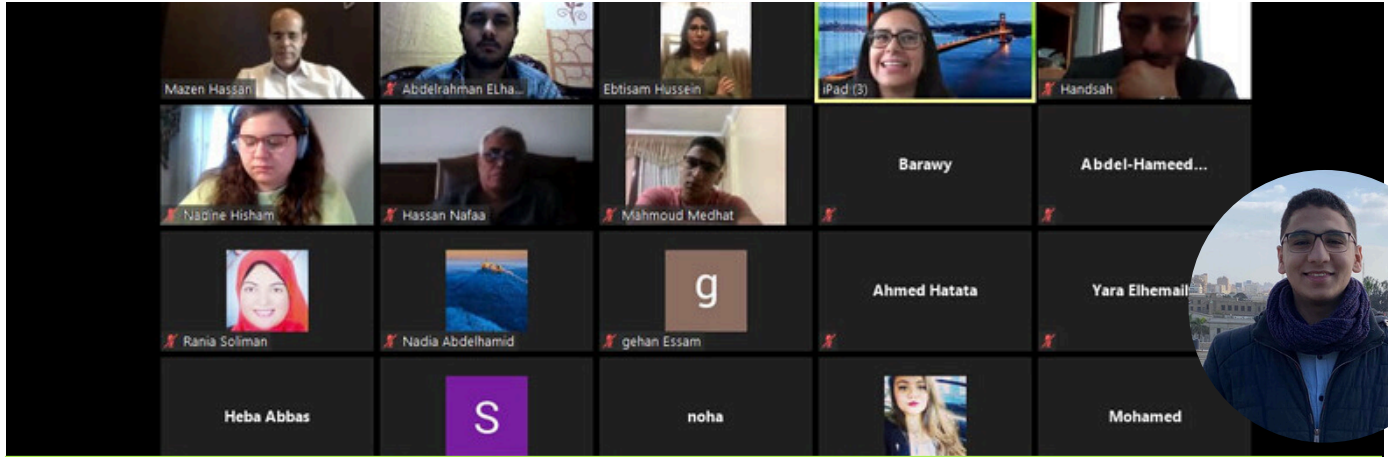 Mazen Hassan
Abdelrahman ELha...
Ebtisam Hussein
iPad (3)
Handsah
Nadine Hisham
Hassan Nafaa
Mahmoud Medhat
Barawy
Abdel-Hameed...
Rania Soliman
Nadia Abdelhamid
g
gehan Essam
Ahmed Hatata
Yara Elhemaily
Heba Abbas
S
noha
Mohamed